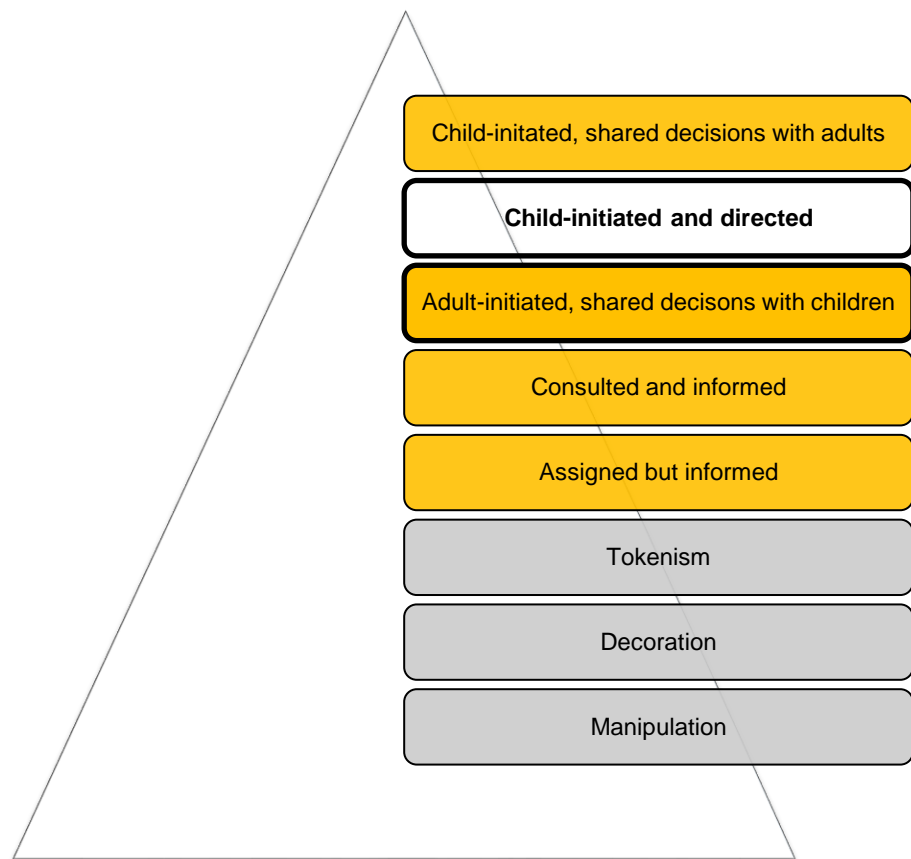 Child-initated, shared decisions with adults
Child-initiated and directed
Adult-initiated, shared decisons with children
Consulted and informed
Assigned but informed
Tokenism
Decoration
Manipulation